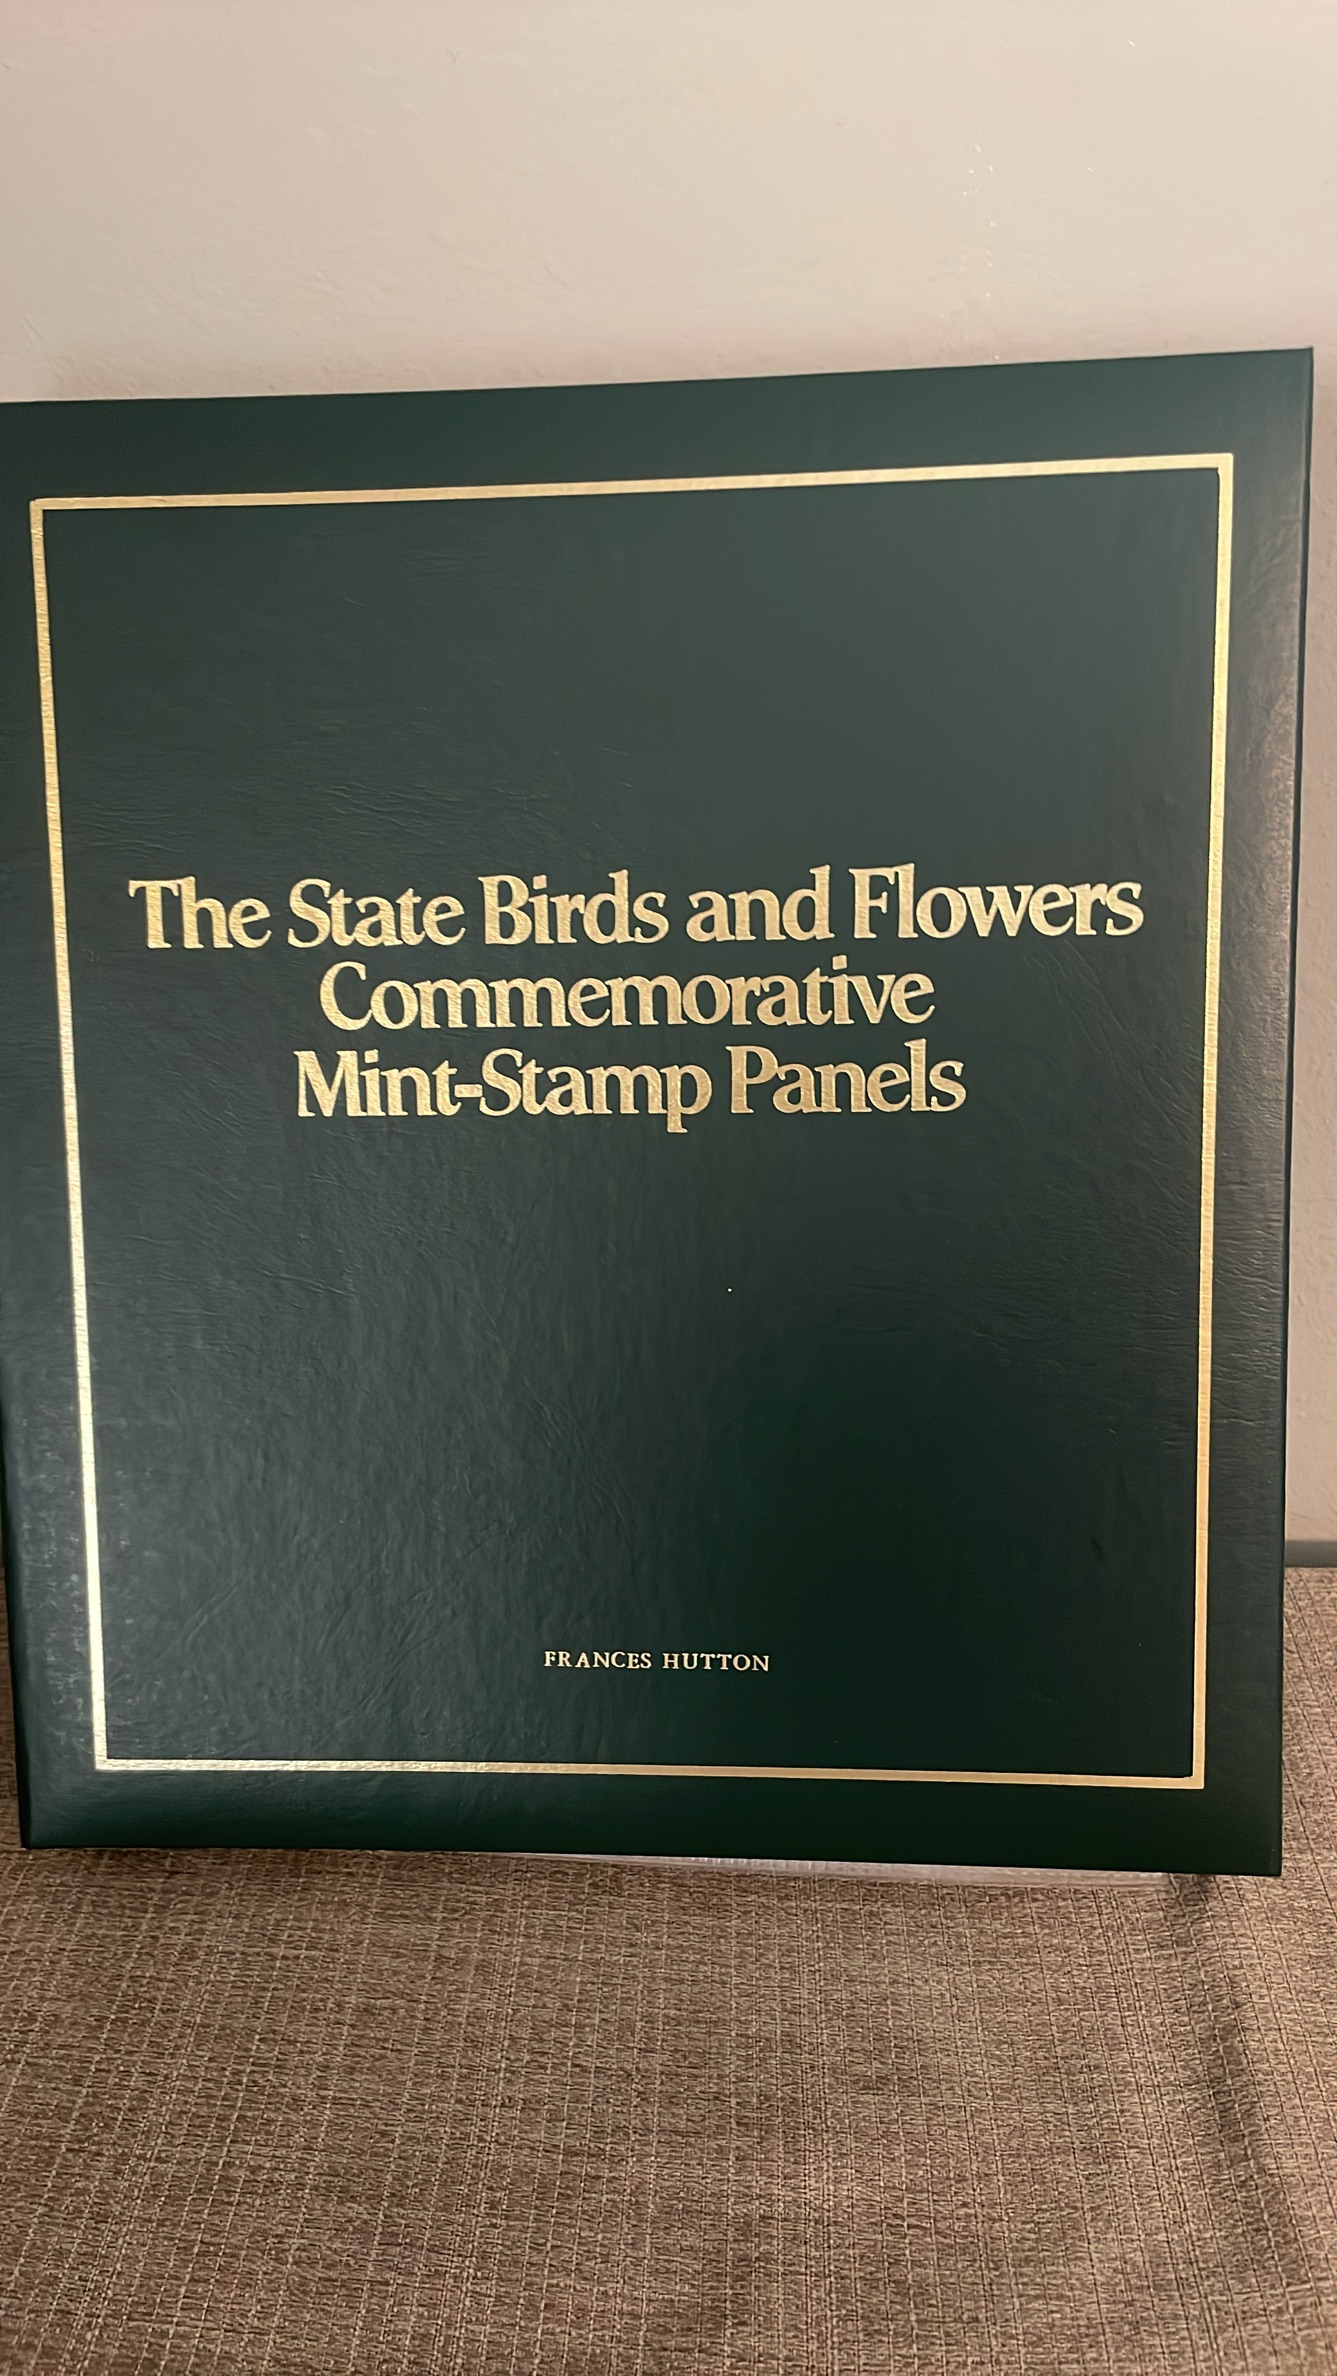 The State Birds and Flowers
Commemorative
Mint-Stamp Panels
FRANCES HUTTON